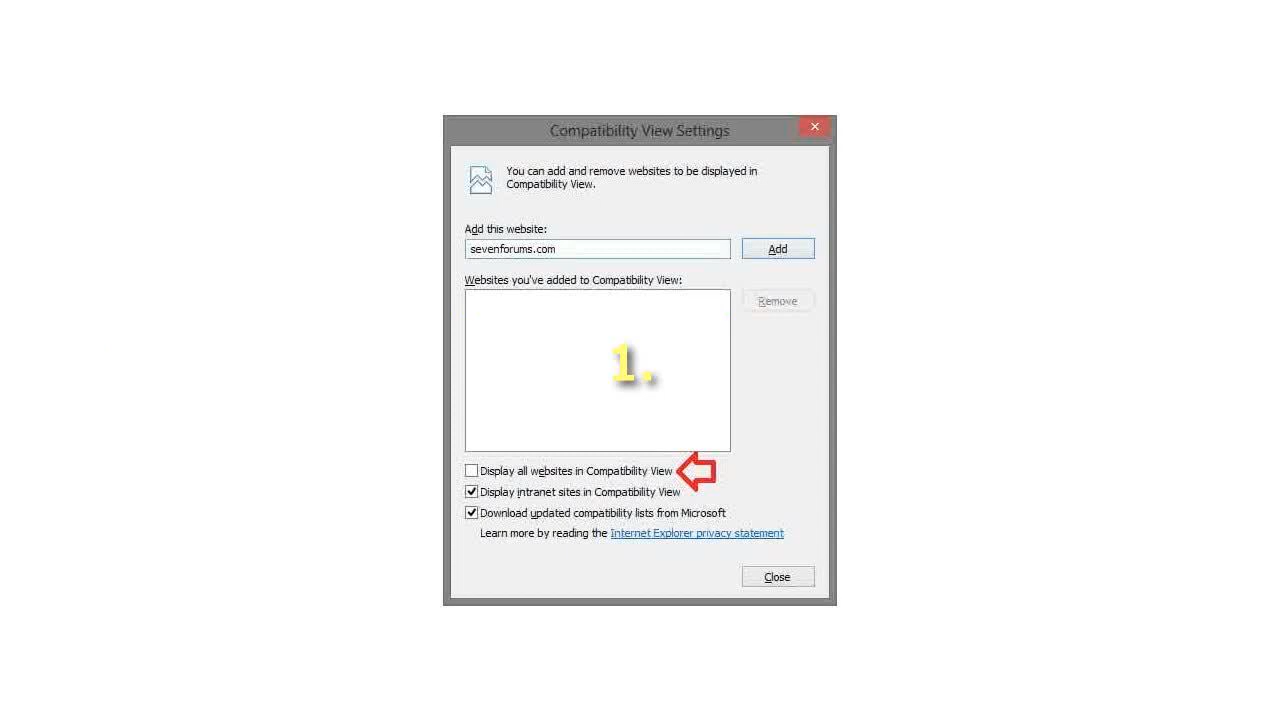 Compatibility View Settings
You can add and remove websites to be displayed in
Compatibility View.
Add this website:
sevenforums.com
Add
Websites you've added to Compatibility View:
Remove
1.
Display all websites in Compatibility View
Display intranet sites in Compatibility View
Download updated compatibility lists from Microsoft
Learn more by reading the Internet Explorer privacy statement
Close